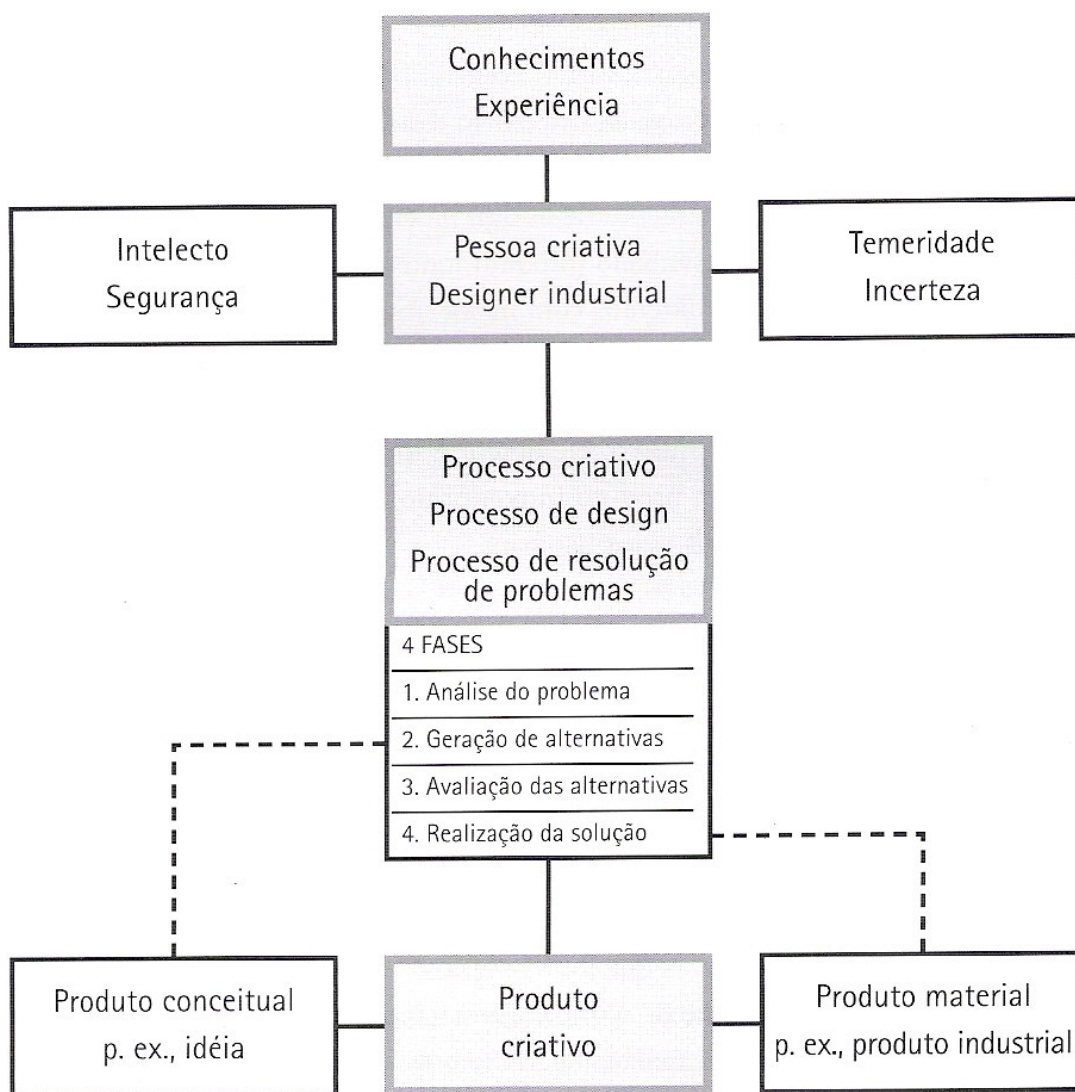 Conhecimentos
Experiência
Intelecto
Segurança
Pessoa criativa
Designer industrial
Temeridade
Incerteza
Processo criativo
Processo de design
Processo de resolução
de problemas
4 FASES
1. Análise do problema
2. Geração de alternativas
3. Avaliação das alternativas
4. Realização da solução
Produto conceitual
p. ex., idéia
Produto
criativo
Produto material
p. ex., produto industrial